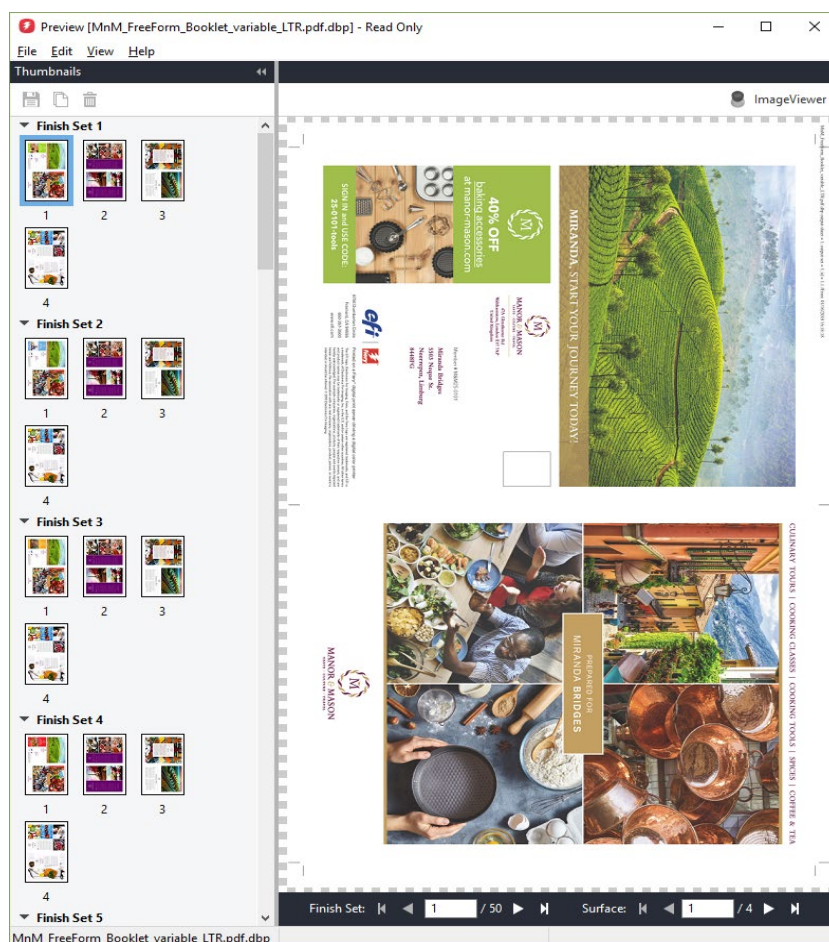 Preview [MnM_FreeForm_Booklet_variable_LTR.pdf.dbp] - Read Only
File Edit View Help
Thumbnails
ImageViewer
Finish Set 1
1 2 3
4
Finish Set 2
1 2 3
4
Finish Set 3
1 2 3
4
Finish Set 4
1 2 3
4
Finish Set 5
MIRANDA, START YOUR JOURNEY TODAY!
40% OFF
baking accessories
at manor-mason.com
SIGN IN and USE CODE:
25-0101-tools
MANOR & MASON
efi
Miranda Bridges
CULINARY TOURS | COOKING CLASSES | COOKING TOOLS | SPICES | COFFEE & TEA
PREPARED FOR
MIRANDA BRIDGES
M
MANOR & MASON
Finish Set: 1 / 50 Surface: 1 / 4
MnM_FreeForm_Booklet_variable_LTR.pdf.dbp